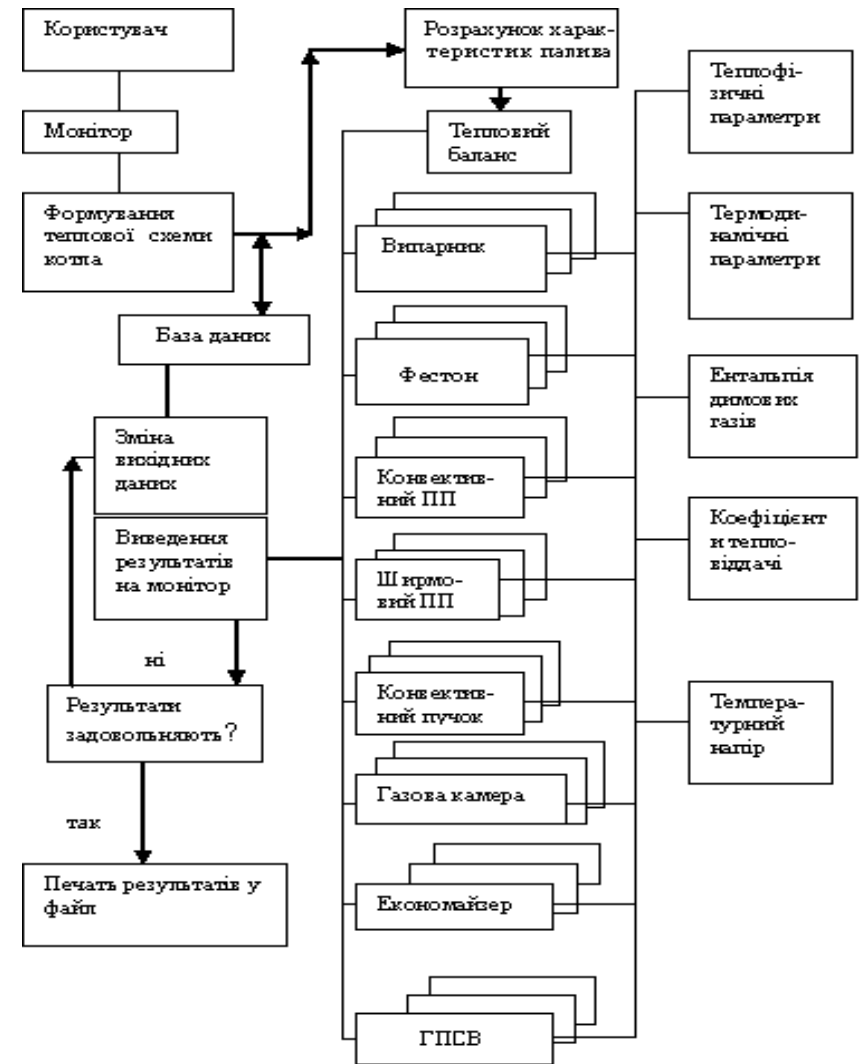 Користувач
Монітор
Формування
теплової схеми
котла
База даних
Зміна
вихідних
даних
Виведення
результатів
на монітор
ні
Результати
задовольняють?
так
Печать результатів у
файл
Розрахунок харак-
теристик палива
Тепловий
баланс
Випарник
Фестон
Конвектив-
ний ПП
Ширмо-
вий ПП
Конвектив-
ний пучок
Газова камера
Економайзер
ГПСВ
Теплофі-
зичні
параметри
Термоди-
намічні
параметри
Ентальпія
димових
газів
Коефіцієнт
и тепло-
віддачі
Темпера-
турний
напір